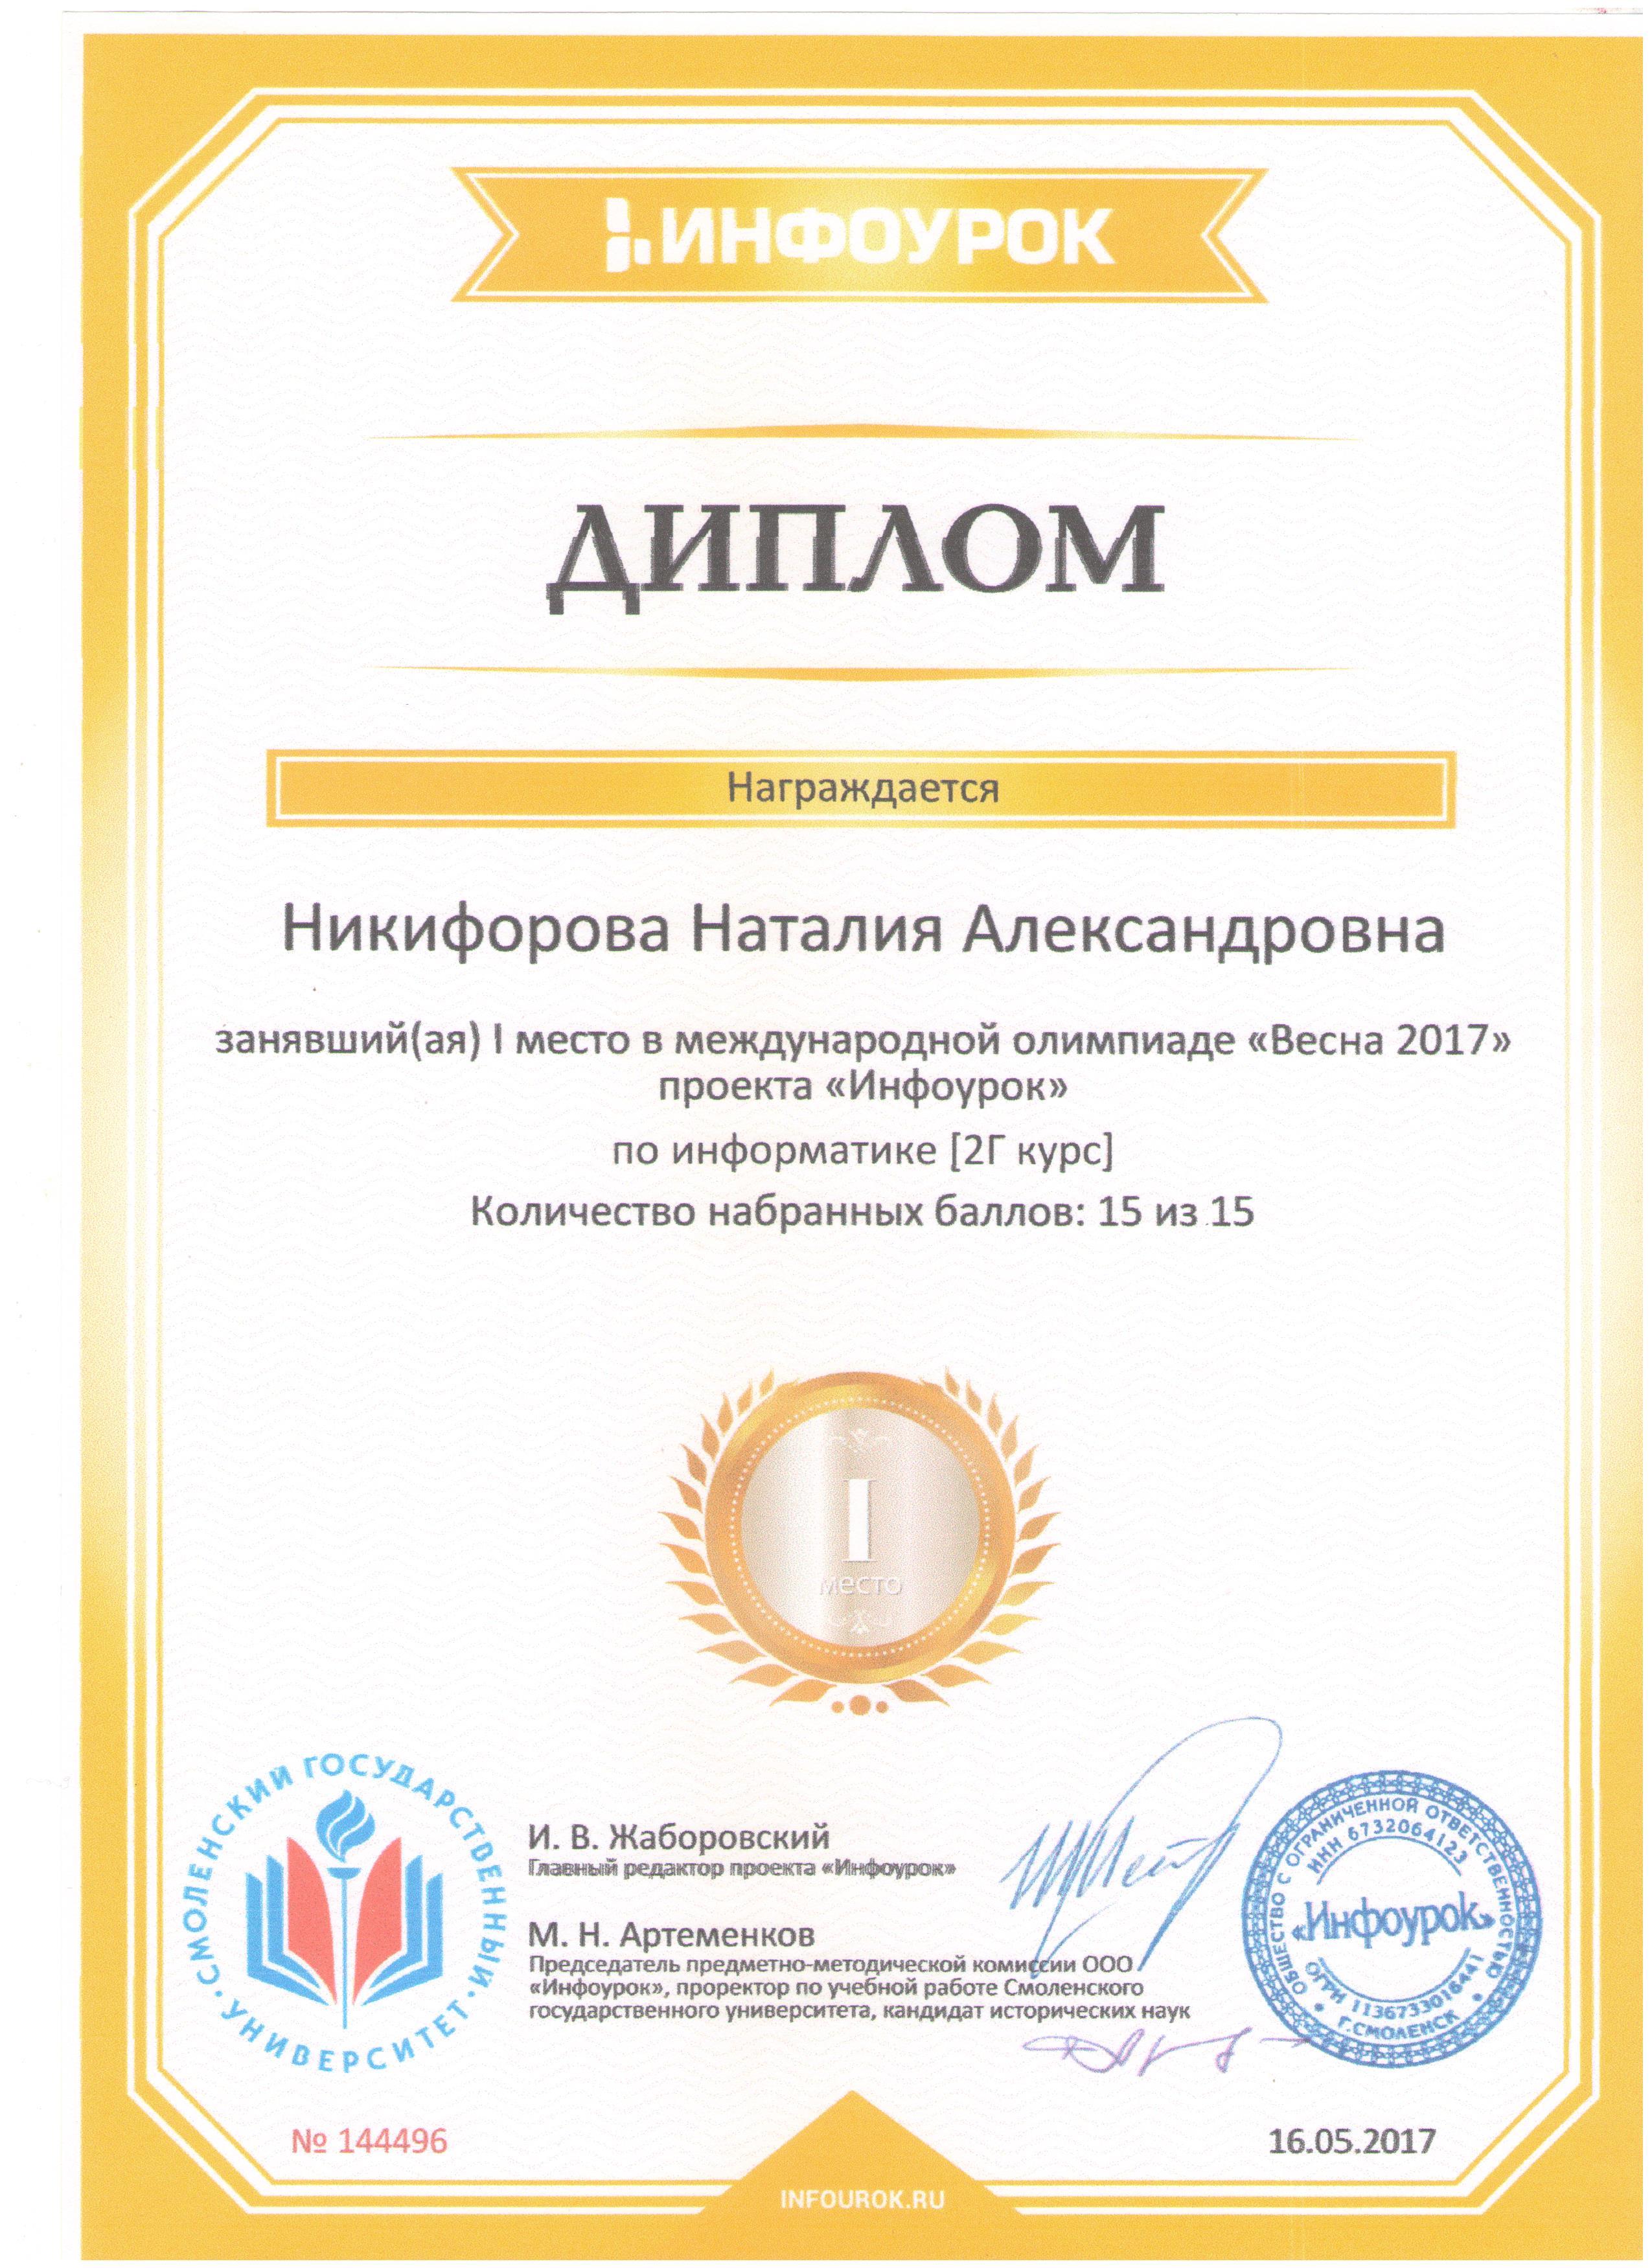 ИНФОУРОК
ДИПЛОМ
Награждается
Никифорова Наталия Александровна
занявший(ая) I место в международной олимпиаде «Весна 2017»
проекта «Инфоурок»
по информатике [2Г курс]
Количество набранных баллов: 15 из 15
I
место
СМОЛЕНСКИЙ ГОСУДАРСТВЕННЫЙ
УНИВЕРСИТЕТ
И. В. Жаборовский
Главный редактор проекта «Инфоурок»
М. Н. Артеменков
Председатель предметно-методической комиссии ООО
«Инфоурок», проректор по учебной работе Смоленского
государственного университета, кандидат исторических наук
ОБЩЕСТВО С ОГРАНИЧЕННОЙ ОТВЕТСТВЕННОСТЬЮ
ИНН 6732064123
«Инфоурок»
ОГРН 1136733016441
Г.СМОЛЕНСК
№ 144496
16.05.2017
INFOUROK.RU